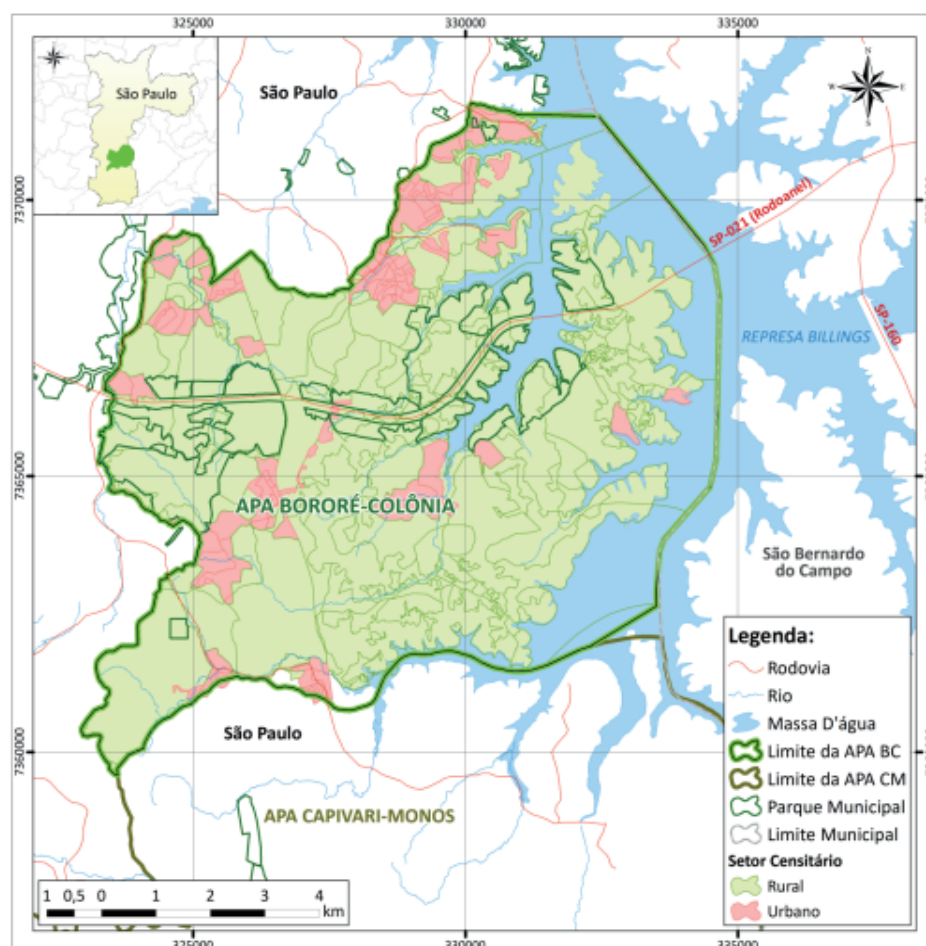 325000
330000
335000
São Paulo
São Paulo
N
W
E
S
7370000
SP-021 (Rodoanel)
SP-160
REPRESA BILLINGS
7365000
APA BORORÉ-COLÔNIA
São Bernardo
do Campo
Legenda:
Rodovia
Rio
Massa D'água
Limite da APA BC
Limite da APA CM
Parque Municipal
Limite Municipal
Setor Censitário
Rural
Urbano
São Paulo
7360000
APA CAPIVARI-MONOS
1 0,5 0 1 2 3 4
km
325000
330000
335000